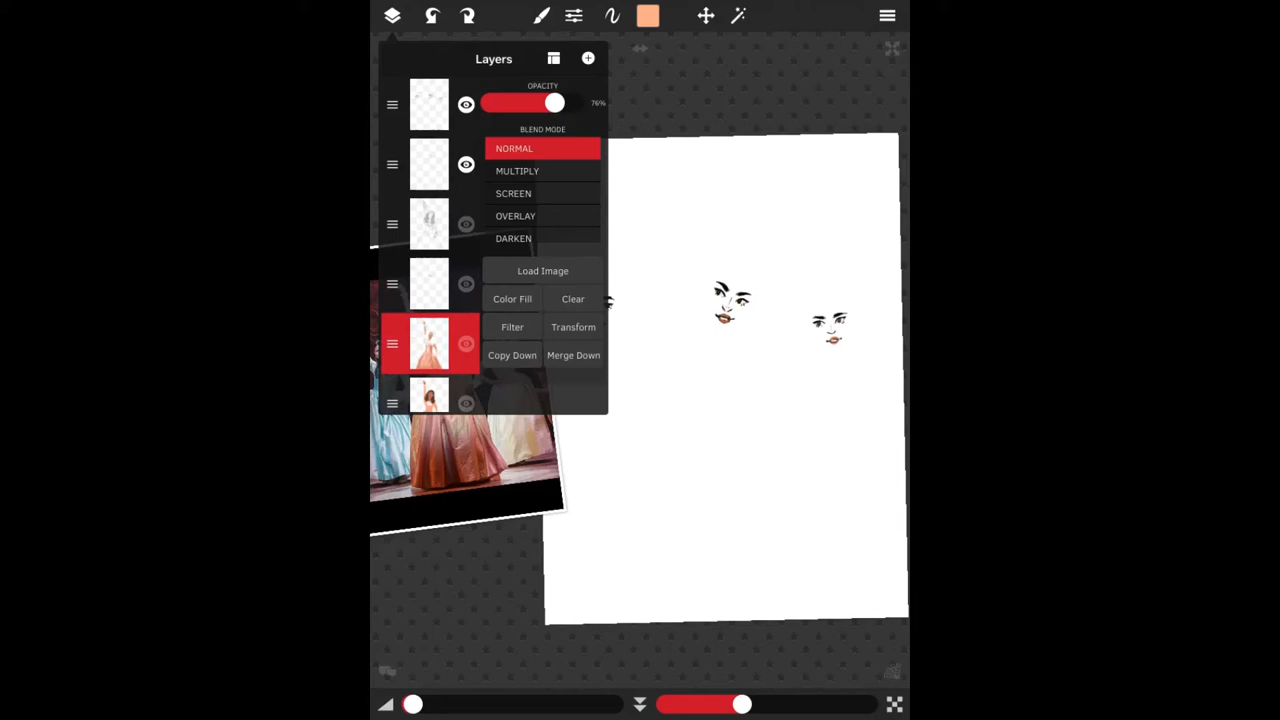 Layers
OPACITY
76%
BLEND MODE
NORMAL
MULTIPLY
SCREEN
OVERLAY
DARKEN
Load Image
Color Fill Clear
Filter Transform
Copy Down Merge Down